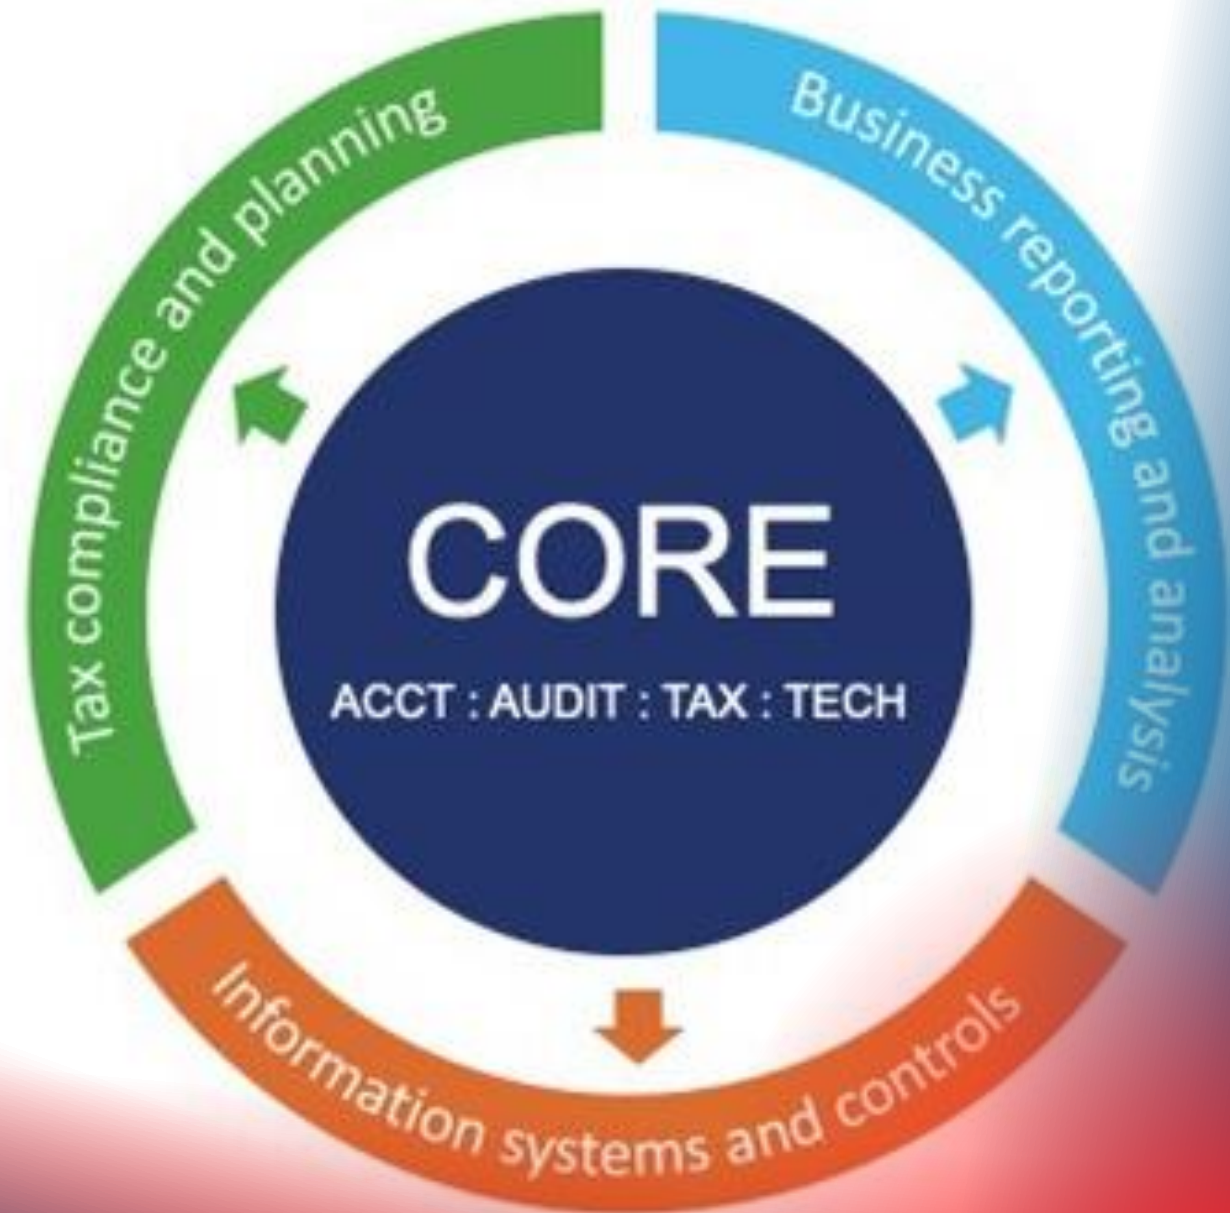 Tax compliance and planning
Business reporting and analysis
CORE
ACCT : AUDIT : TAX : TECH
Information systems and controls